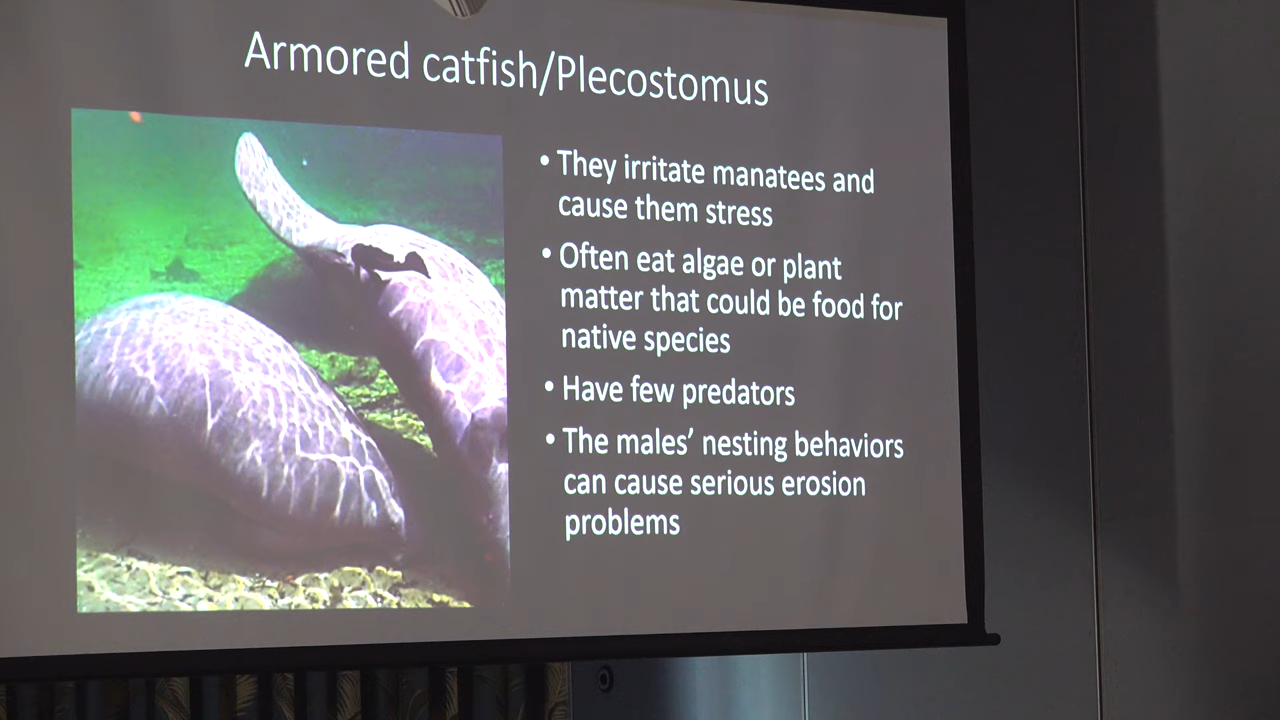 Armored catfish/Plecostomus
• They irritate manatees and
cause them stress
• Often eat algae or plant
matter that could be food for
native species
• Have few predators
• The males’ nesting behaviors
can cause serious erosion
problems